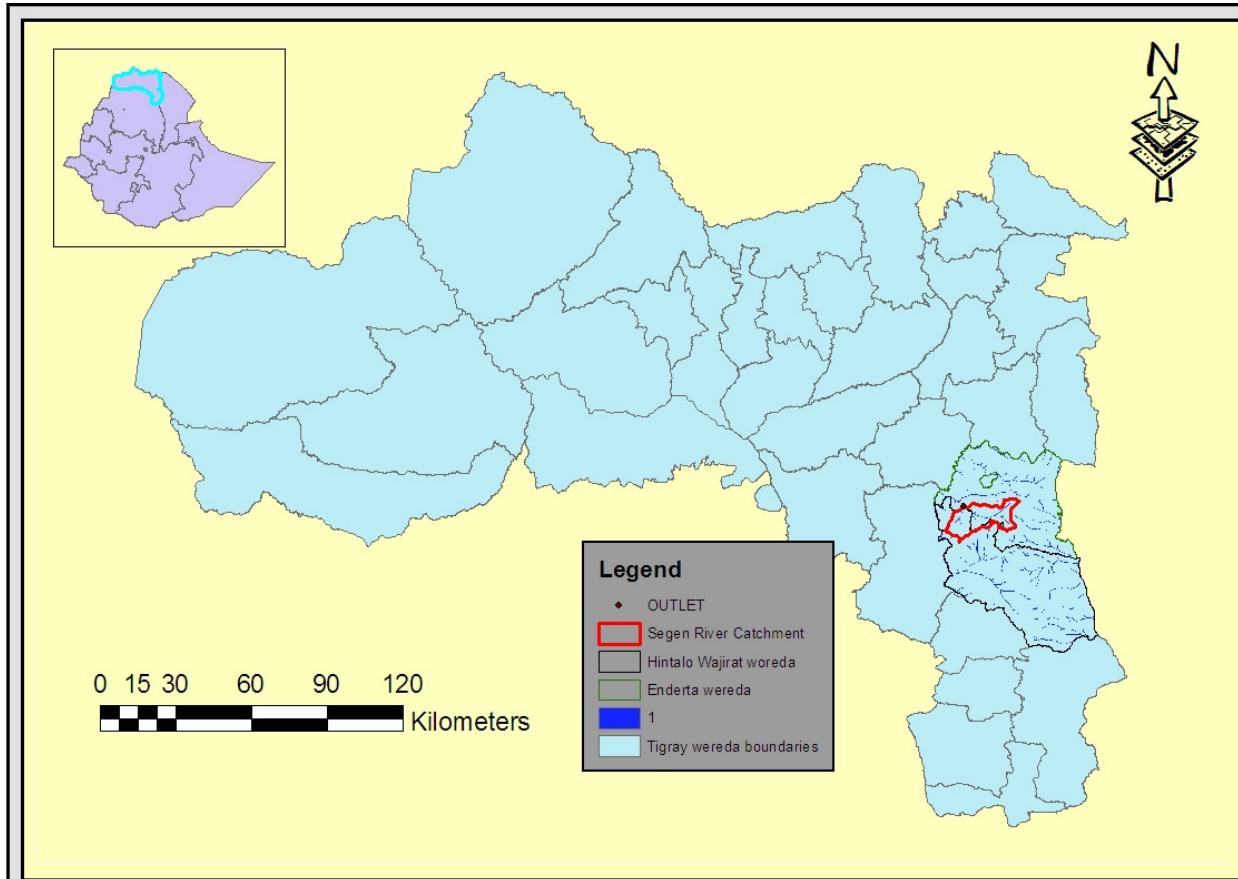 N
Legend
OUTLET
Segen River Catchment
Hintalo Wajirat woreda
Enderta wereda
1
Tigray wereda boundaries
0 15 30 60 90 120
Kilometers